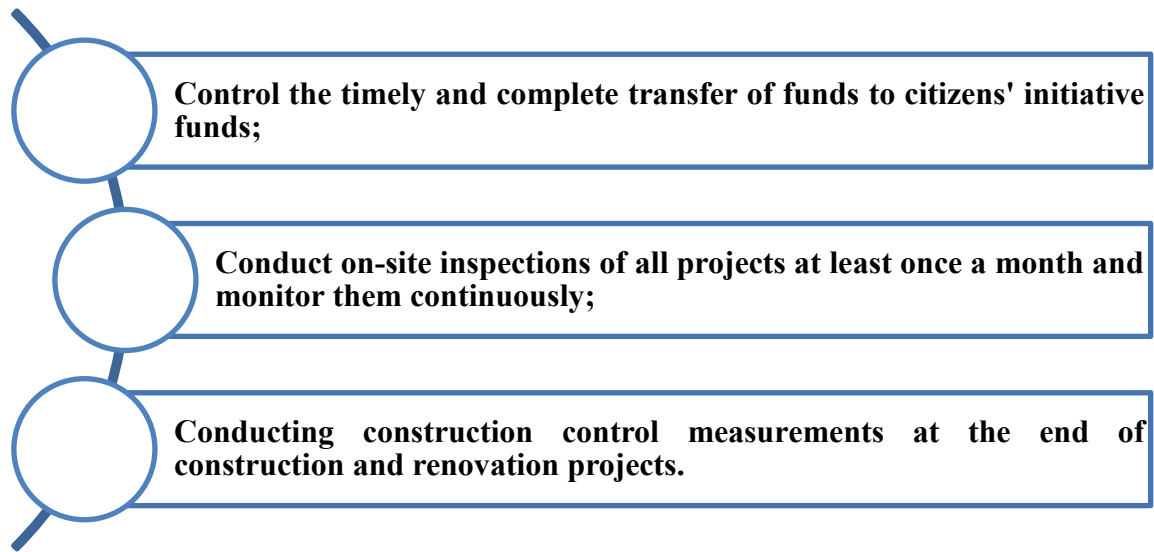 Control the timely and complete transfer of funds to citizens' initiative
funds;
Conduct on-site inspections of all projects at least once a month and
monitor them continuously;
Conducting construction control measurements at the end of
construction and renovation projects.